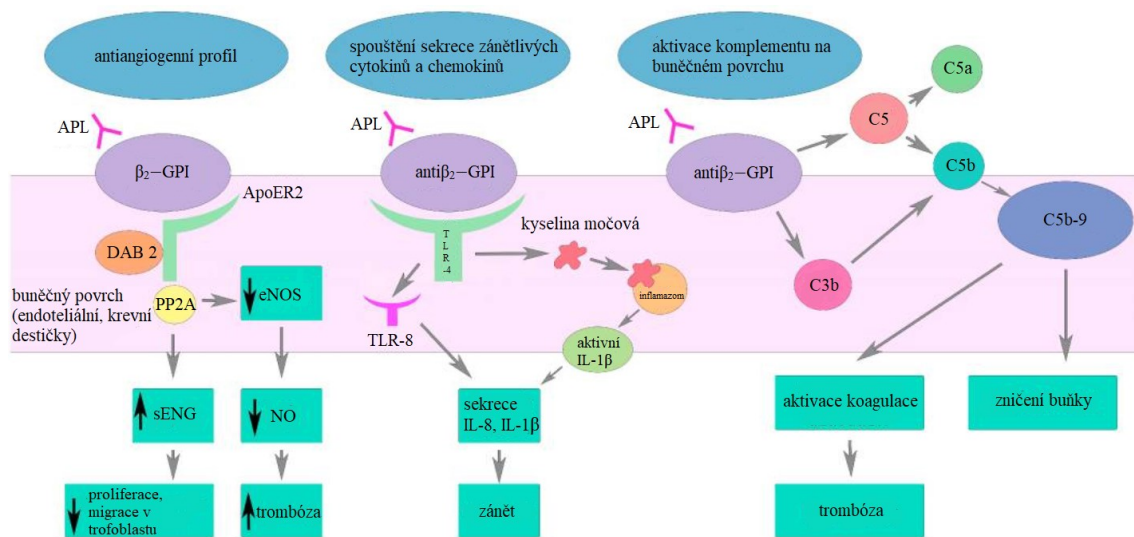 antiangiogenní profil
spouštění sekrece zánětlivých
cytokinů a chemokinů
aktivace komplementu na
buněčném povrchu
APL
β₂–GPI
ApoER2
DAB 2
PP2A
eNOS
buněčný povrch
(endoteliální, krevní
destičky)
sENG
NO
proliferace,
migrace v
trofoblastu
trombóza
APL
antiβ₂–GPI
T
L
R
-4
kyselina močová
inflamazom
TLR-8
aktivní
IL-1β
sekrece
IL-8, IL-1β
zánět
APL
antiβ₂–GPI
C5
C5a
C5b
C5b-9
C3b
aktivace koagulace
zničení buňky
trombóza